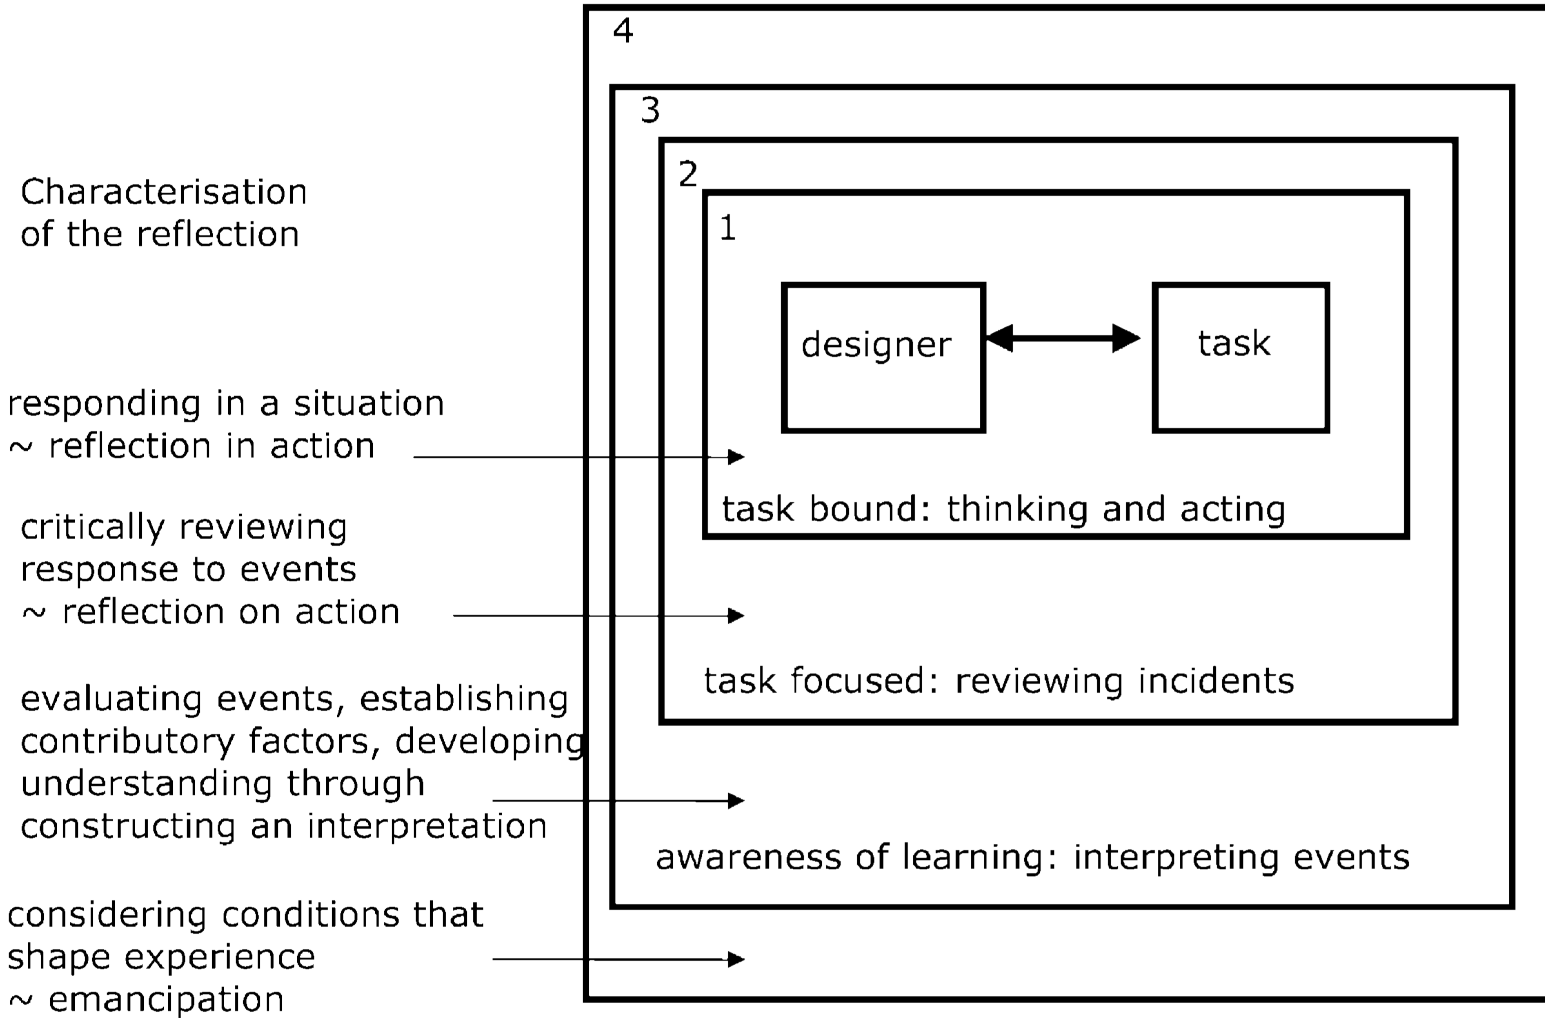 4
3
2
1
Characterisation
of the reflection
designer
task
responding in a situation
~ reflection in action
task bound: thinking and acting
critically reviewing
response to events
~ reflection on action
task focused: reviewing incidents
evaluating events, establishing
contributory factors, developing
understanding through
constructing an interpretation
awareness of learning: interpreting events
considering conditions that
shape experience
~ emancipation